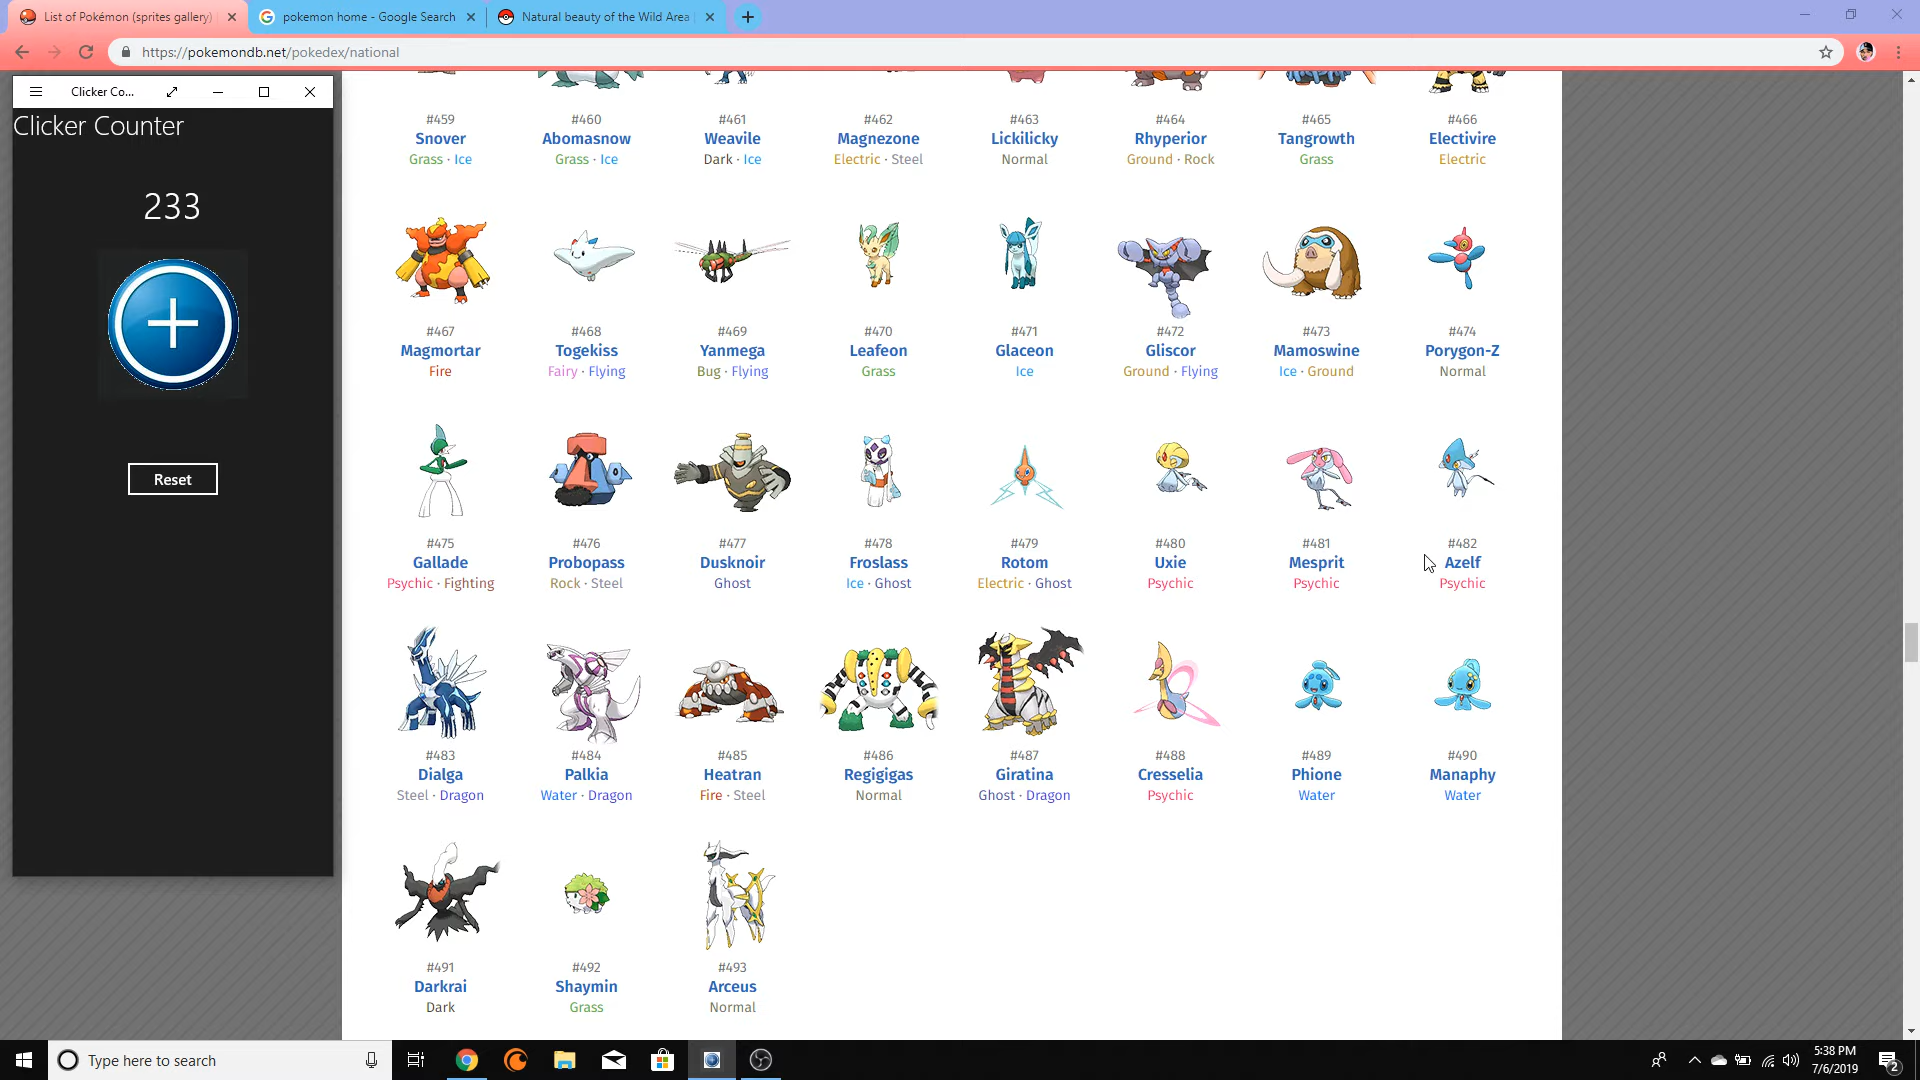 List of Pokémon (sprites gallery)
pokemon home - Google Search
Natural beauty of the Wild Area
https://pokemondb.net/pokedex/national
Clicker Co...
Clicker Counter
233
Reset
#459 #460 #461 #462 #463 #464 #465 #466
Snover Abomasnow Weavile Magnezone Lickilicky Rhyperior Tangrowth Electivire
Grass · Ice Grass · Ice Dark · Ice Electric · Steel Normal Ground · Rock Grass Electric
#467 #468 #469 #470 #471 #472 #473 #474
Magmortar Togekiss Yanmega Leafeon Glaceon Gliscor Mamoswine Porygon-Z
Fire Fairy · Flying Bug · Flying Grass Ice Ground · Flying Ice · Ground Normal
#475 #476 #477 #478 #479 #480 #481 #482
Gallade Probopass Dusknoir Froslass Rotom Uxie Mesprit Azelf
Psychic · Fighting Rock · Steel Ghost Ice · Ghost Electric · Ghost Psychic Psychic Psychic
#483 #484 #485 #486 #487 #488 #489 #490
Dialga Palkia Heatran Regigigas Giratina Cresselia Phione Manaphy
Steel · Dragon Water · Dragon Fire · Steel Normal Ghost · Dragon Psychic Water Water
#491 #492 #493
Darkrai Shaymin Arceus
Dark Grass Normal
Type here to search
5:38 PM
7/6/2019
2